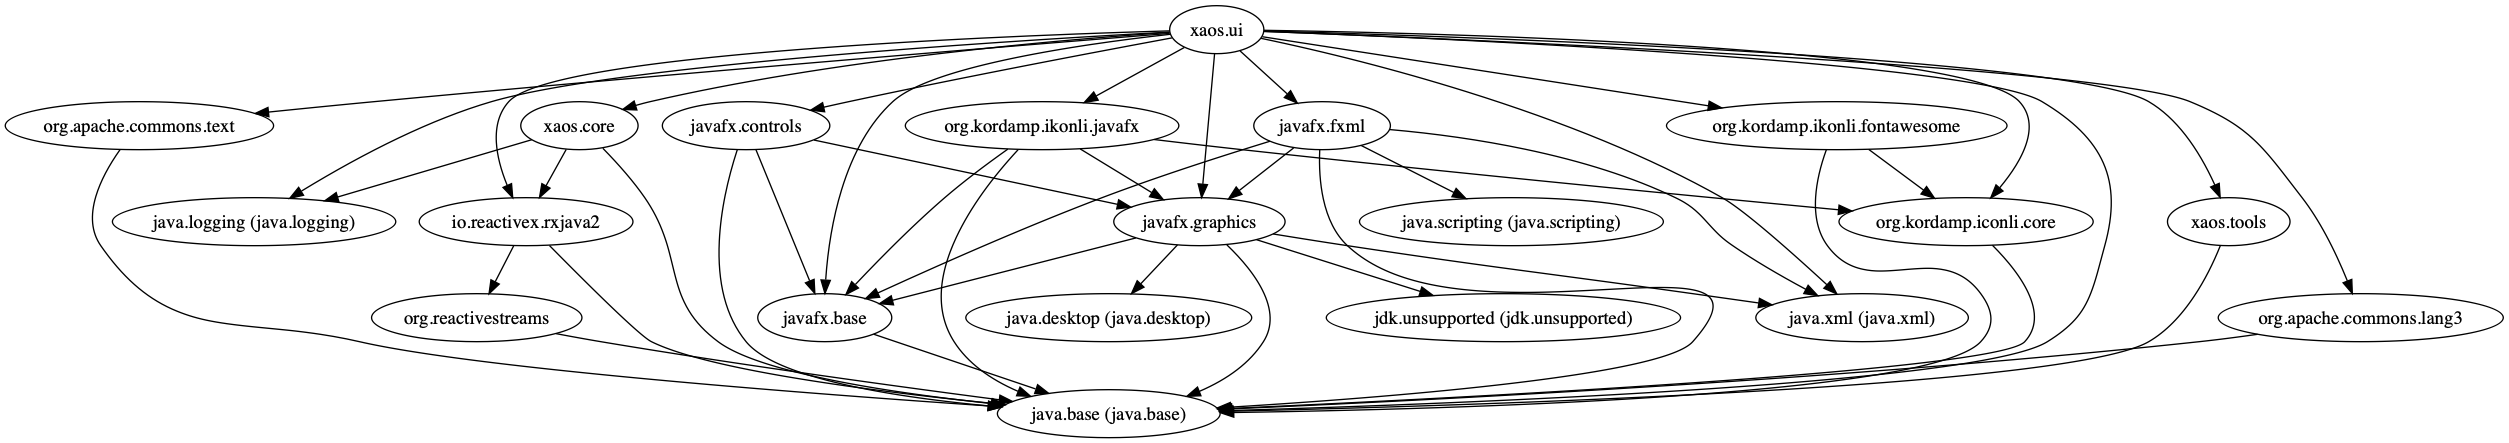 xaos.ui
org.apache.commons.text
xaos.core
javafx.controls
org.kordamp.ikonli.javafx
javafx.fxml
org.kordamp.ikonli.fontawesome
java.logging (java.logging)
io.reactivex.rxjava2
javafx.graphics
java.scripting (java.scripting)
org.kordamp.iconli.core
xaos.tools
org.reactivestreams
javafx.base
java.desktop (java.desktop)
jdk.unsupported (jdk.unsupported)
java.xml (java.xml)
org.apache.commons.lang3
java.base (java.base)